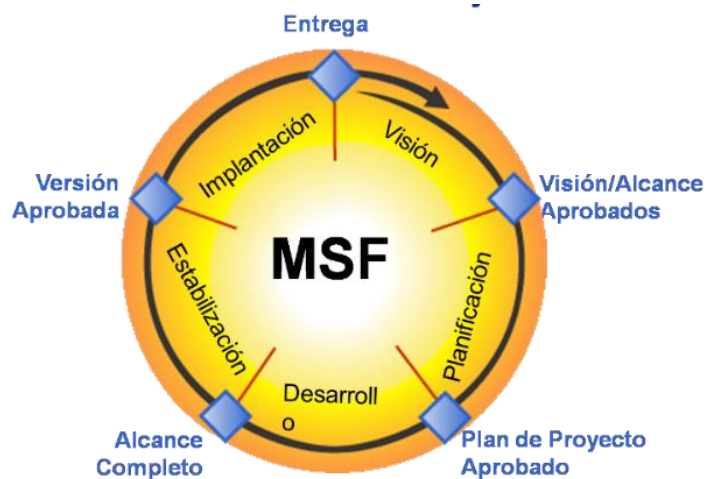 Entrega
Implantación
Visión
Versión
Aprobada
Visión/Alcance
Aprobados
MSF
Estabilización
Planificación
Desarroll
o
Alcance
Completo
Plan de Proyecto
Aprobado